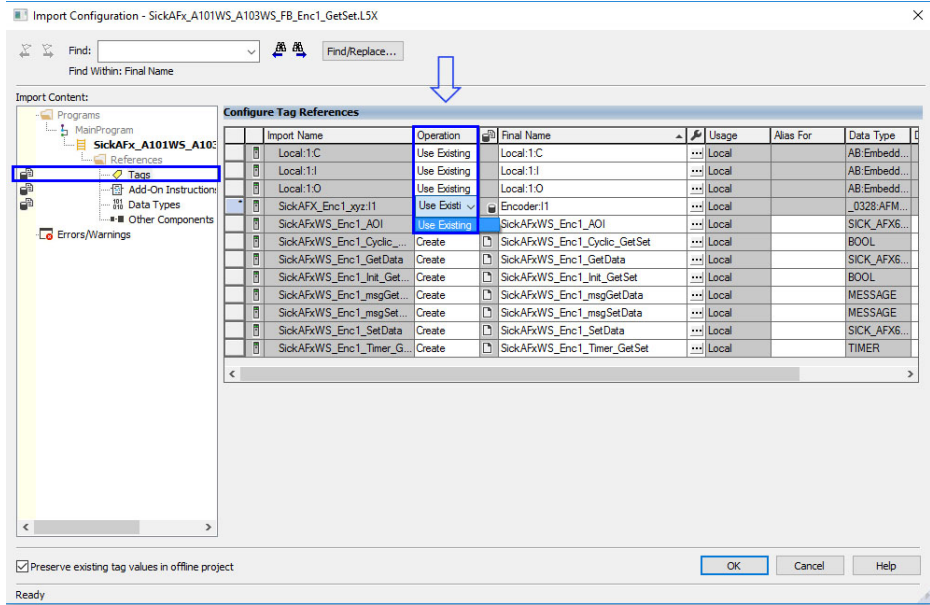 Import Configuration - SickAFx_A101WS_A103WS_FB_Enc1_GetSet.L5X
Find:
Find/Replace...
Find Within: Final Name
Import Content:
Programs
MainProgram
SickAFx_A101WS_A103
References
Tags
Add-On Instructions
Data Types
Other Components
Errors/Warnings
Configure Tag References
Import Name Operation Final Name Usage Alias For Data Type D
Local:1:C Use Existing Local:1:C ... Local AB:Embedd...
Local:1:I Use Existing Local:1:I ... Local AB:Embedd...
Local:1:O Use Existing Local:1:O ... Local AB:Embedd...
SickAFX_Enc1_xyz:I1 Use Existi Encoder:I1 ... Local _0328:AFM...
SickAFxWS_Enc1_AOI Use Existing SickAFxWS_Enc1_AOI ... Local SICK_AFX6...
SickAFxWS_Enc1_Cyclic_... Create SickAFxWS_Enc1_Cyclic_GetSet ... Local BOOL
SickAFxWS_Enc1_GetData Create SickAFxWS_Enc1_GetData ... Local SICK_AFX6...
SickAFxWS_Enc1_Init_Get... Create SickAFxWS_Enc1_Init_GetSet ... Local BOOL
SickAFxWS_Enc1_msgGet... Create SickAFxWS_Enc1_msgGetData ... Local MESSAGE
SickAFxWS_Enc1_msgSet... Create SickAFxWS_Enc1_msgSetData ... Local MESSAGE
SickAFxWS_Enc1_SetData Create SickAFxWS_Enc1_SetData ... Local SICK_AFX6...
SickAFxWS_Enc1_Timer_G... Create SickAFxWS_Enc1_Timer_GetSet ... Local TIMER
Preserve existing tag values in offline project
OK Cancel Help
Ready